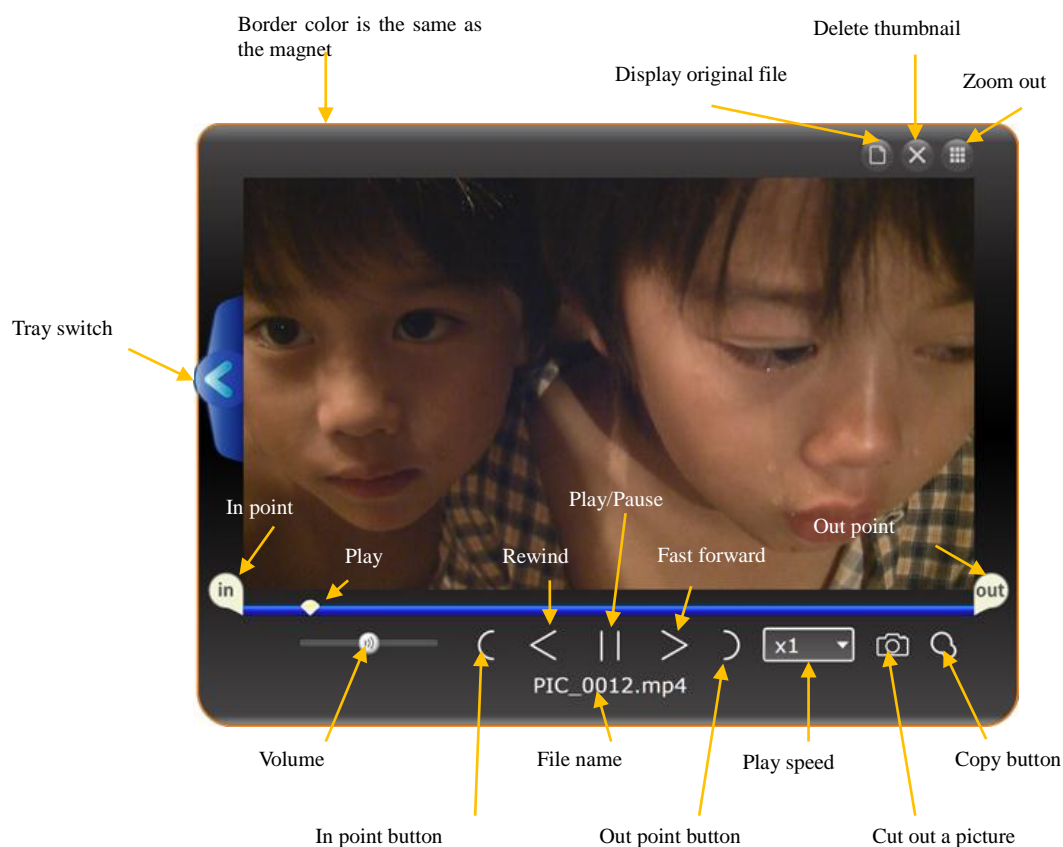 Border color is the same as
the magnet
Delete thumbnail
Display original file
Zoom out
Tray switch
In point
Play/Pause
Out point
Play
Rewind
Fast forward
in
out
x1
PIC_0012.mp4
Volume
File name
Play speed
Copy button
In point button
Out point button
Cut out a picture